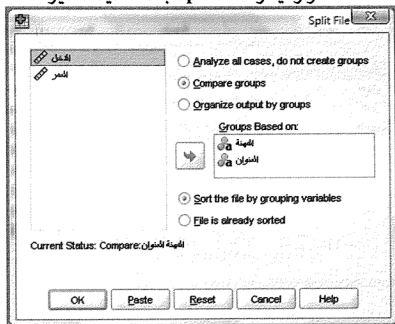 Split File
الدخل
العمر
Analyze all cases, do not create groups
Compare groups
Organize output by groups
Groups Based on:
المهنة
العنوان
Sort the file by grouping variables
File is already sorted
Current Status: Compare:المهنة العنوان
OK Paste Reset Cancel Help